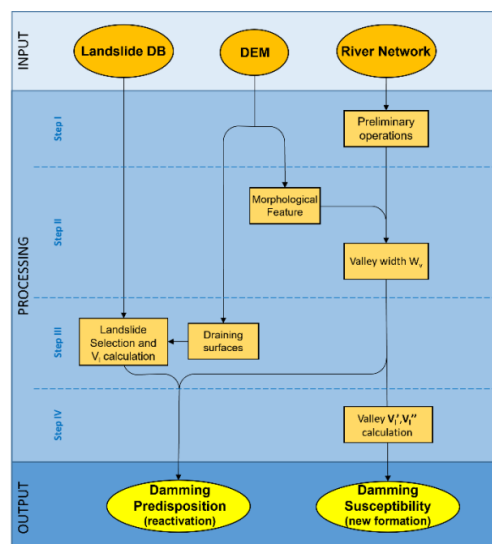 INPUT
Landslide DB
DEM
River Network
PROCESSING
Step I
Preliminary
operations
Step II
Morphological
Feature
Valley width Wᵥ
Step III
Landslide
Selection and
Vₗ calculation
Draining
surfaces
Step IV
Valley Vₗ',Vₗ''
calculation
OUTPUT
Damming
Predisposition
(reactivation)
Damming
Susceptibility
(new formation)